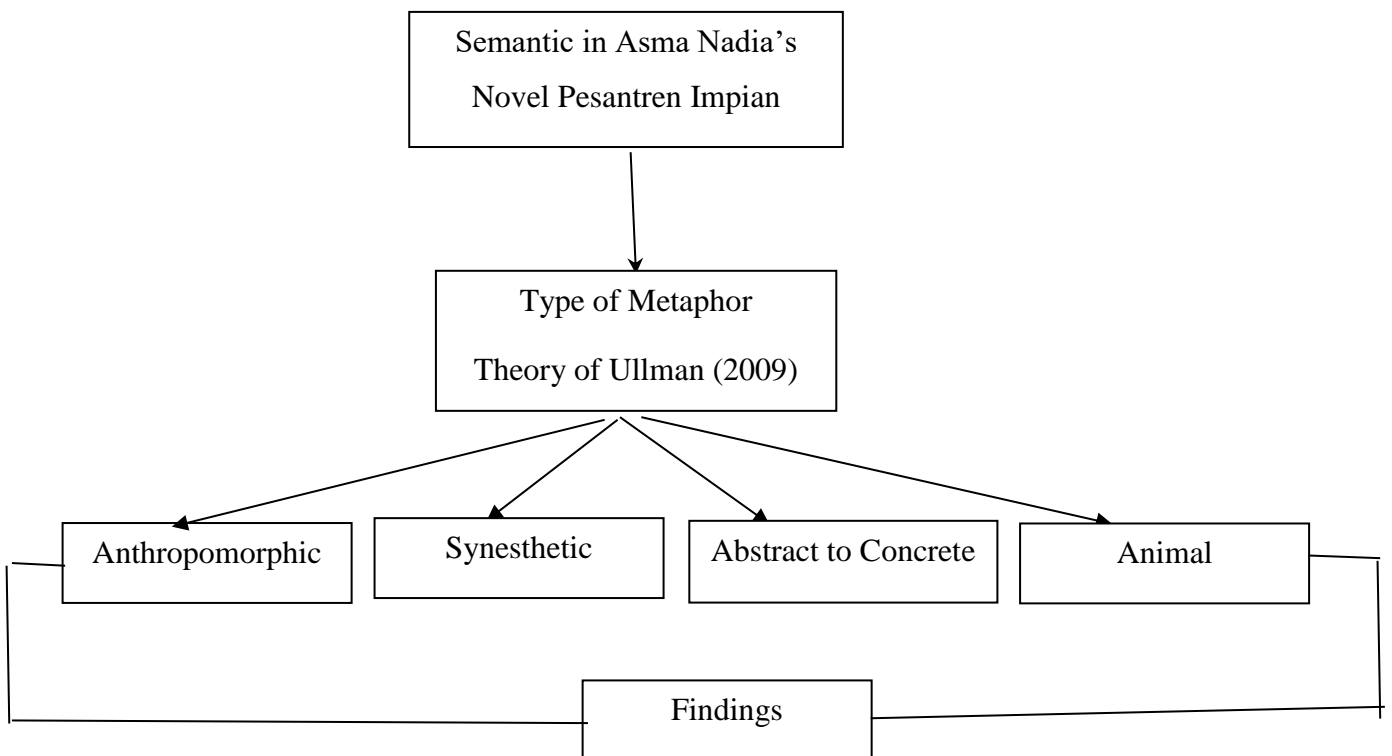 Semantic in Asma Nadia’s
Novel Pesantren Impian
Type of Metaphor
Theory of Ullman (2009)
Anthropomorphic
Synesthetic
Abstract to Concrete
Animal
Findings